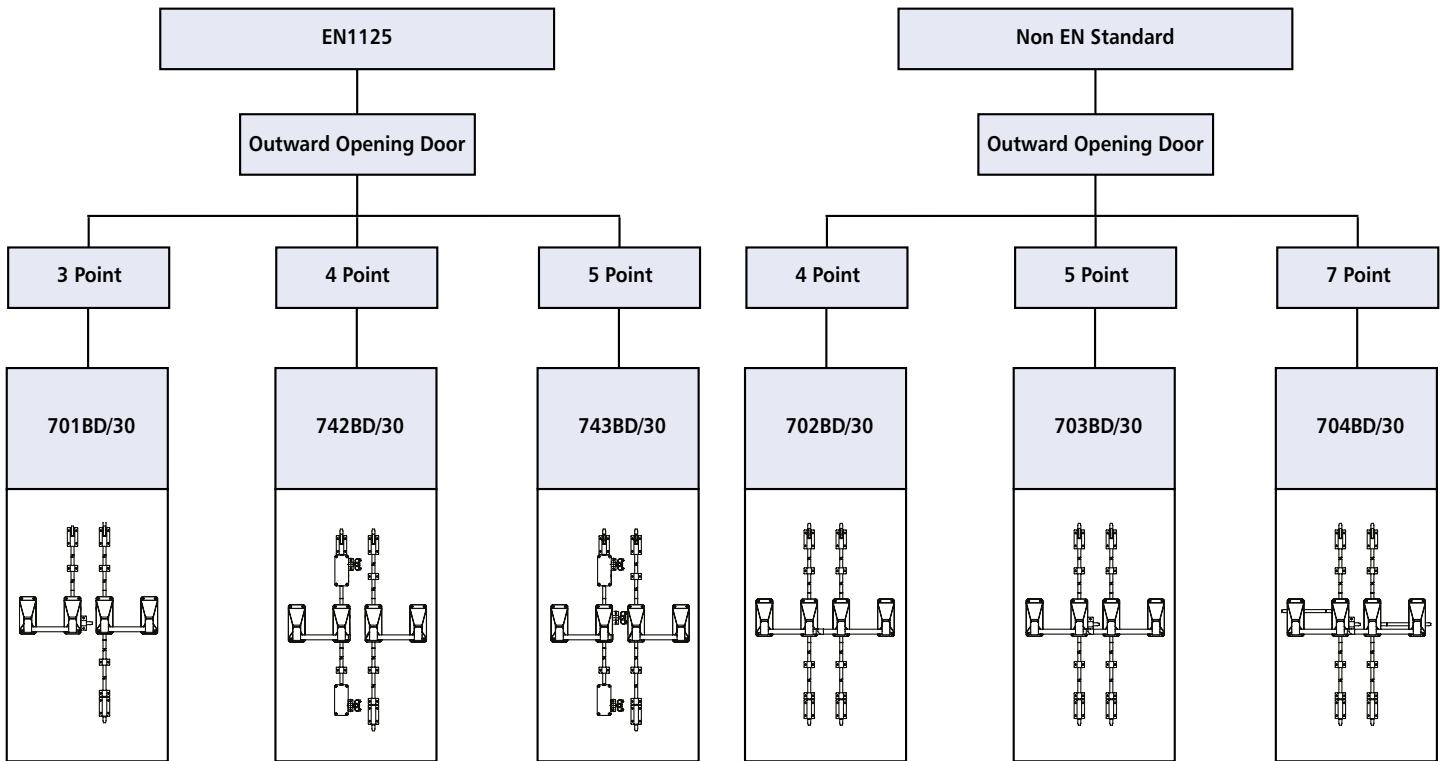 EN1125
Non EN Standard
Outward Opening Door
Outward Opening Door
3 Point
4 Point
5 Point
4 Point
5 Point
7 Point
701BD/30
742BD/30
743BD/30
702BD/30
703BD/30
704BD/30